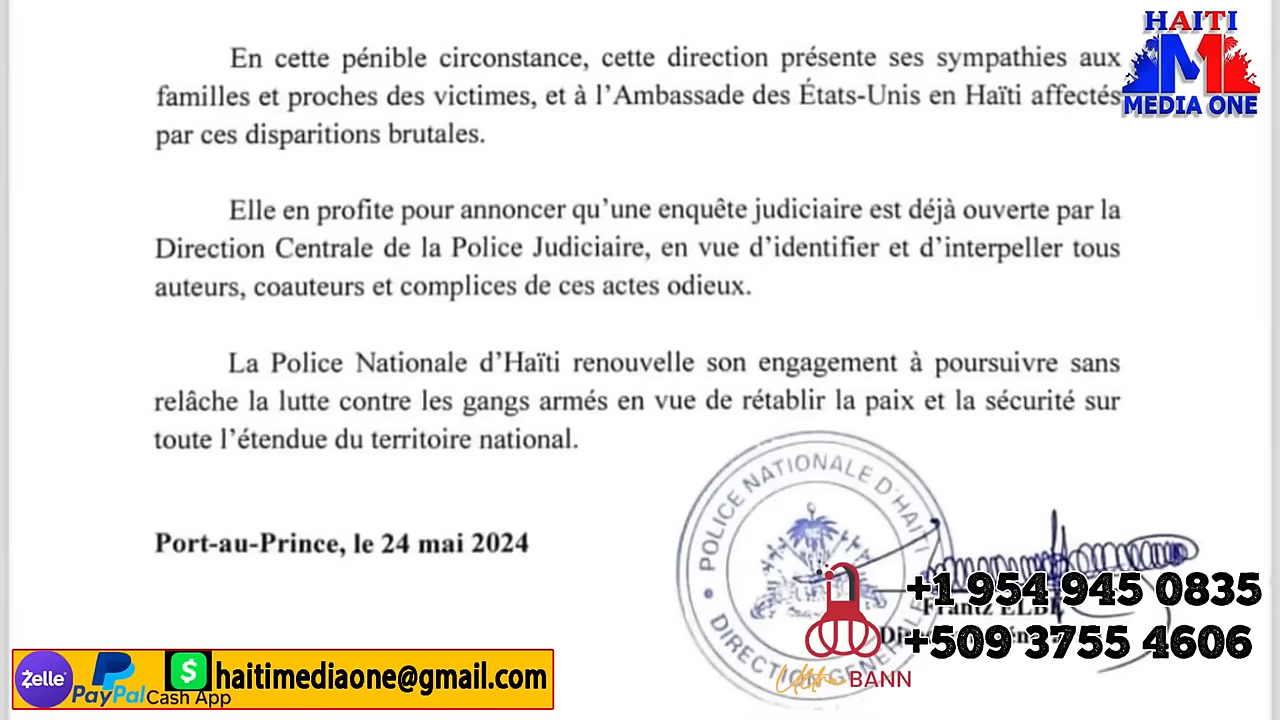 En cette pénible circonstance, cette direction présente ses sympathies aux
familles et proches des victimes, et à l’Ambassade des États-Unis en Haïti affectés
par ces disparitions brutales.
Elle en profite pour annoncer qu’une enquête judiciaire est déjà ouverte par la
Direction Centrale de la Police Judiciaire, en vue d’identifier et d’interpeller tous
auteurs, coauteurs et complices de ces actes odieux.
La Police Nationale d’Haïti renouvelle son engagement à poursuivre sans
relâche la lutte contre les gangs armés en vue de rétablir la paix et la sécurité sur
toute l’étendue du territoire national.
Port-au-Prince, le 24 mai 2024
POLICE NATIONALE D'HAITI
DIRECTION GENERALE
Frantz
+1 954 945 0835
+509 3755 4606
BANN
HAITI
M
MEDIA ONE
Zelle
PayPal
$
Cash App
haitimediaone@gmail.com